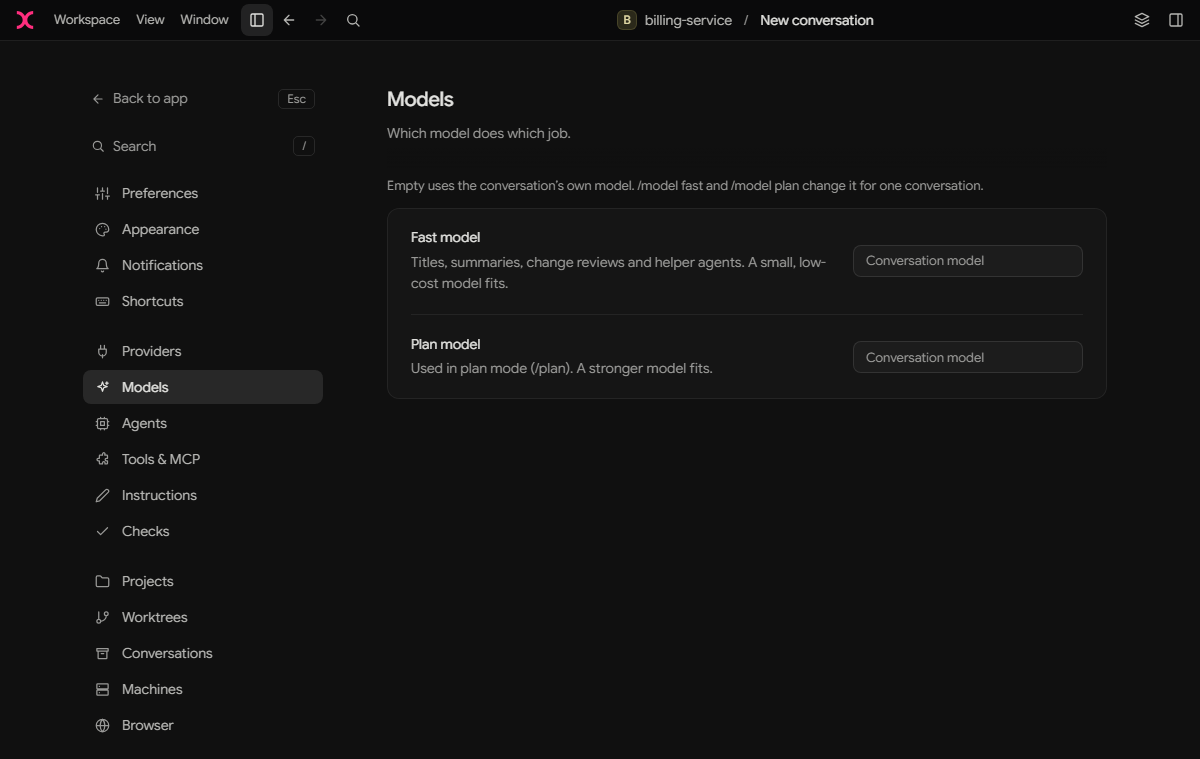 Workspace View Window
B billing-service / New conversation
Back to app Esc
Search /
Preferences
Appearance
Notifications
Shortcuts
Providers
Models
Agents
Tools & MCP
Instructions
Checks
Projects
Worktrees
Conversations
Machines
Browser
Models
Which model does which job.
Empty uses the conversation's own model. /model fast and /model plan change it for one conversation.
Fast model
Titles, summaries, change reviews and helper agents. A small, low-
cost model fits.
Conversation model
Plan model
Used in plan mode (/plan). A stronger model fits.
Conversation model